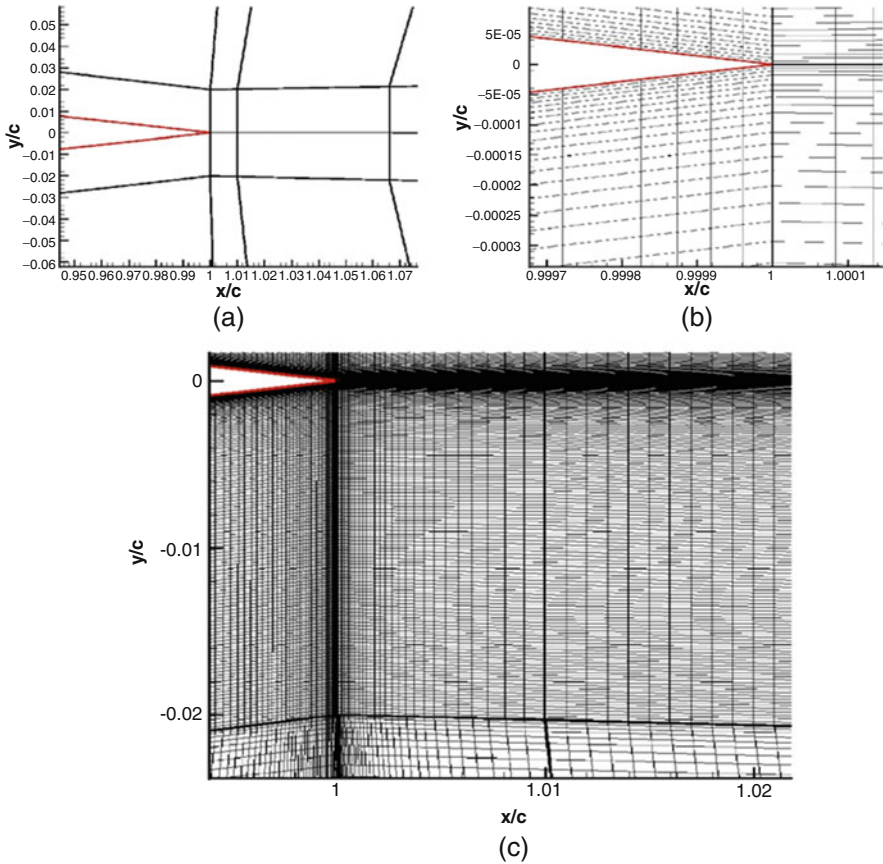 y/c
0.05
0.04
0.03
0.02
0.01
0
−0.01
−0.02
−0.03
−0.04
−0.05
−0.06
0.95 0.96 0.97 0.98 0.99 1 1.01 1.02 1.03 1.04 1.05 1.06 1.07
x/c
(a)
y/c
5E-05
0
−5E-05
−0.0001
−0.00015
−0.0002
−0.00025
−0.0003
0.9997 0.9998 0.9999 1 1.0001
x/c
(b)
y/c
0
-0.01
-0.02
1 1.01 1.02
x/c
(c)